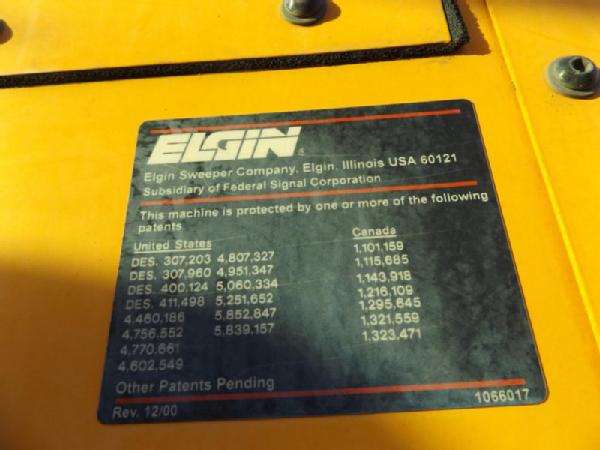 ELGIN®
Elgin Sweeper Company, Elgin, Illinois USA 60121
Subsidiary of Federal Signal Corporation
This machine is protected by one or more of the following
patents
United States Canada
DES. 307,203 4,807,327 1,101,159
DES. 307,960 4,951,347 1,115,685
DES. 400,124 5,060,334 1,143,918
DES. 411,498 5,251,652 1,216,109
4,460,186 5,852,847 1,295,645
4,756,552 5,839,157 1,321,559
4,770,661 1,323,471
4,602,549
Other Patents Pending
Rev. 12/00 1066017